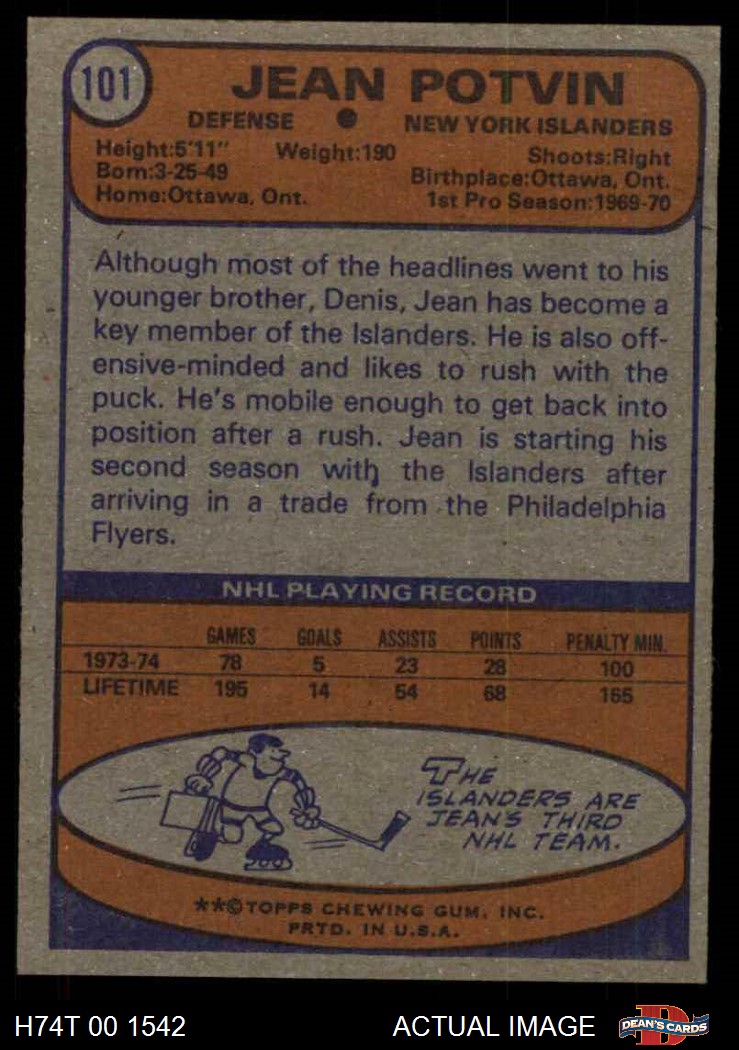 101
JEAN POTVIN
DEFENSE ● NEW YORK ISLANDERS
Height:5'11" Weight:190 Shoots:Right
Born:3-25-49 Birthplace:Ottawa, Ont.
Home:Ottawa, Ont. 1st Pro Season:1969-70
Although most of the headlines went to his
younger brother, Denis, Jean has become a
key member of the Islanders. He is also off-
ensive-minded and likes to rush with the
puck. He's mobile enough to get back into
position after a rush. Jean is starting his
second season with the Islanders after
arriving in a trade from the Philadelphia
Flyers.
NHL PLAYING RECORD
GAMES GOALS ASSISTS POINTS PENALTY MIN.
1973-74 78 5 23 28 100
LIFETIME 195 14 54 68 165
THE
ISLANDERS ARE
JEAN'S THIRD
NHL TEAM.
**©TOPPS CHEWING GUM, INC.
PRTD. IN U.S.A.
H74T 00 1542 ACTUAL IMAGE D DEAN'S CARDS